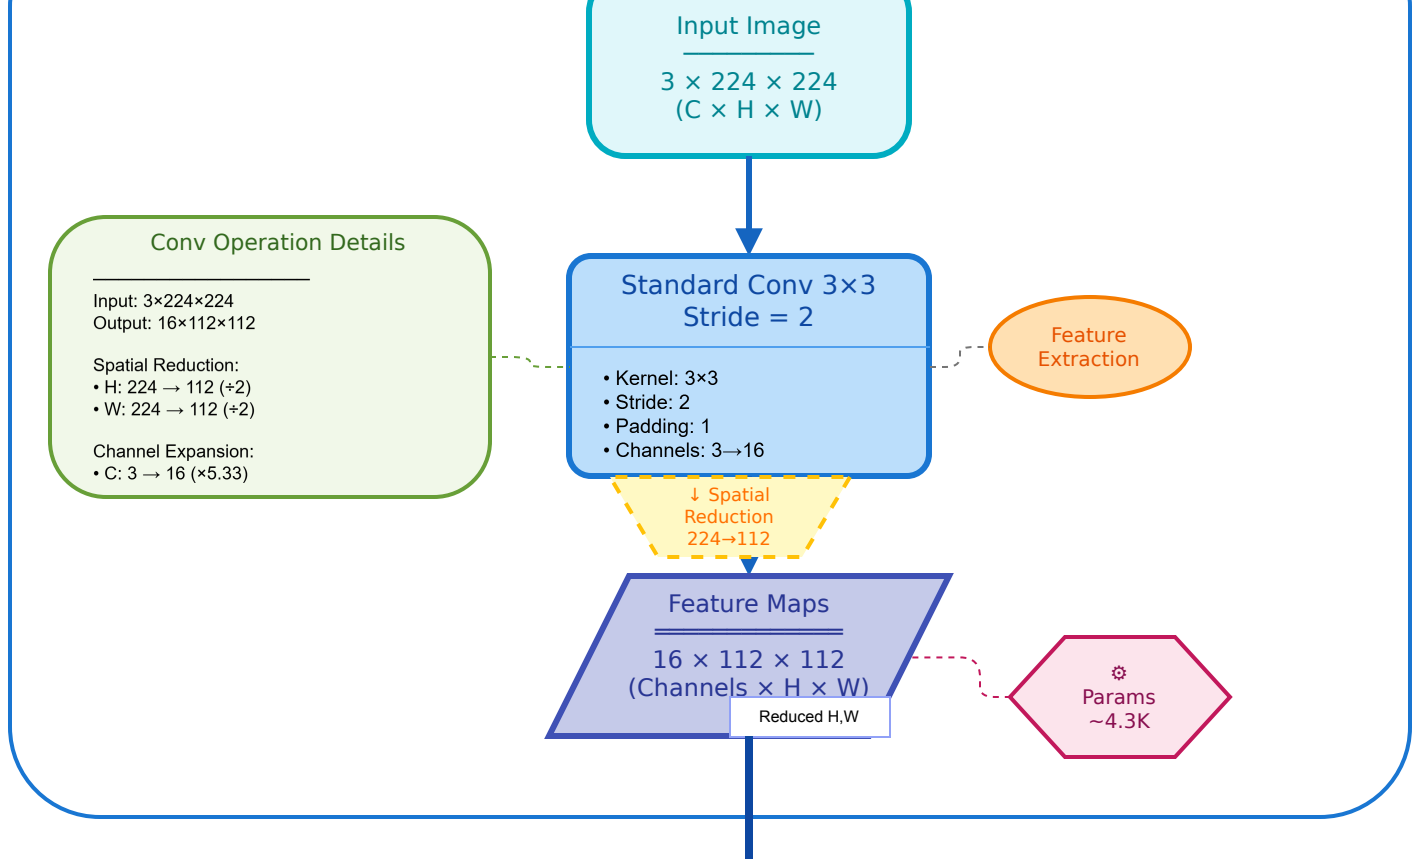 Input Image
3 × 224 × 224
(C × H × W)
Conv Operation Details
Input: 3×224×224
Output: 16×112×112
Spatial Reduction:
• H: 224 → 112 (÷2)
• W: 224 → 112 (÷2)
Channel Expansion:
• C: 3 → 16 (×5.33)
Standard Conv 3×3
Stride = 2
• Kernel: 3×3
• Stride: 2
• Padding: 1
• Channels: 3→16
Feature
Extraction
↓ Spatial
Reduction
224→112
Feature Maps
16 × 112 × 112
(Channels × H × W)
Reduced H,W
⚙
Params
~4.3K